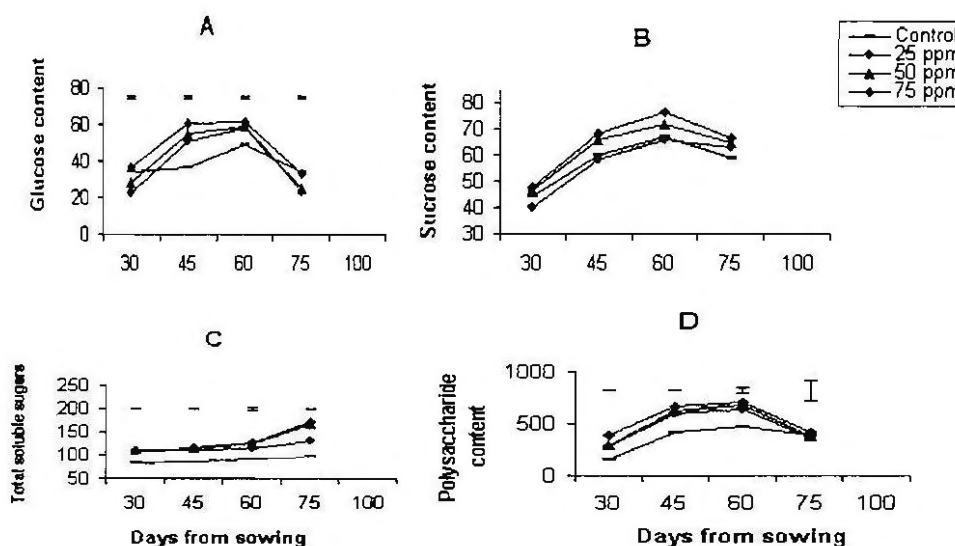 A
Glucose content
80
60
40
20
0
30 45 60 75 100
B
Sucrose content
80
70
60
50
40
30
30 45 60 75 100
Control
25 ppm
50 ppm
75 ppm
C
Total soluble sugers
250
200
150
100
50
30 45 60 75 100
Days from sowing
D
Polysaccharide
content
1000
500
0
30 45 60 75 100
Days from sowing